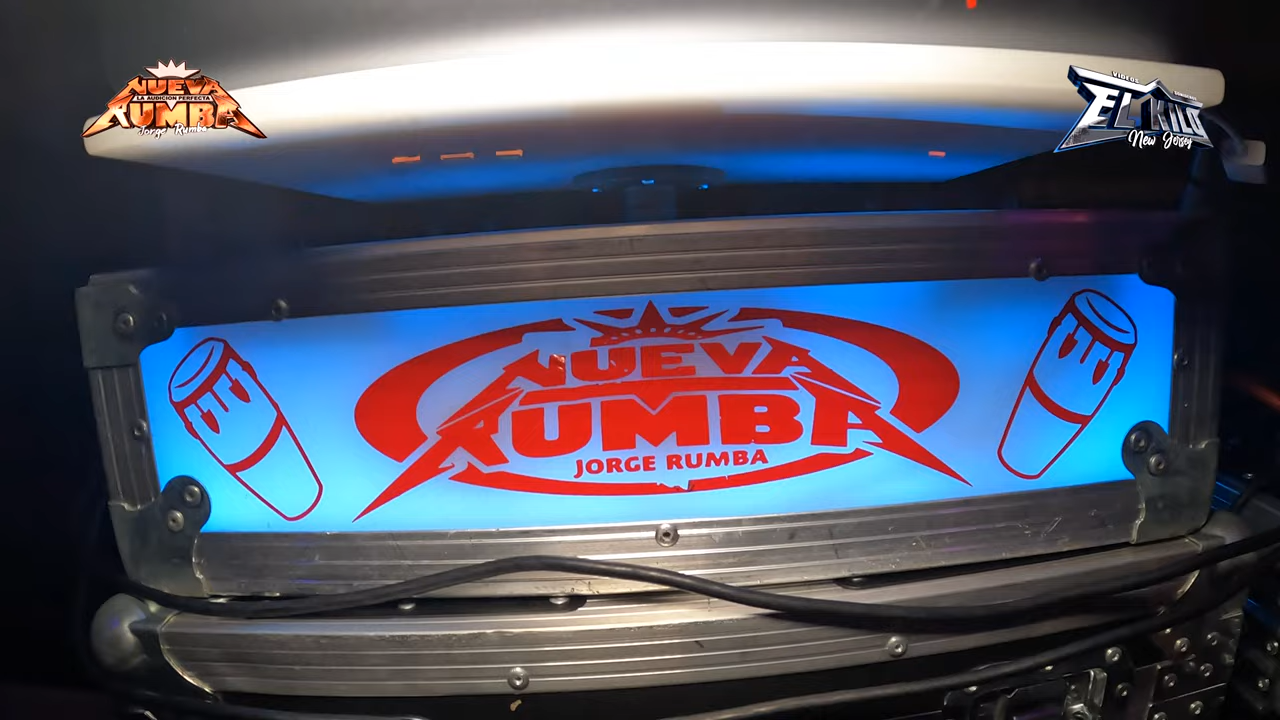 NUEVA
LA AUDICION PERFECTA
RUMBA
Jorge Rumba
VIDEOS
EL KILO
New Jersey
NUEVA
RUMBA
JORGE RUMBA